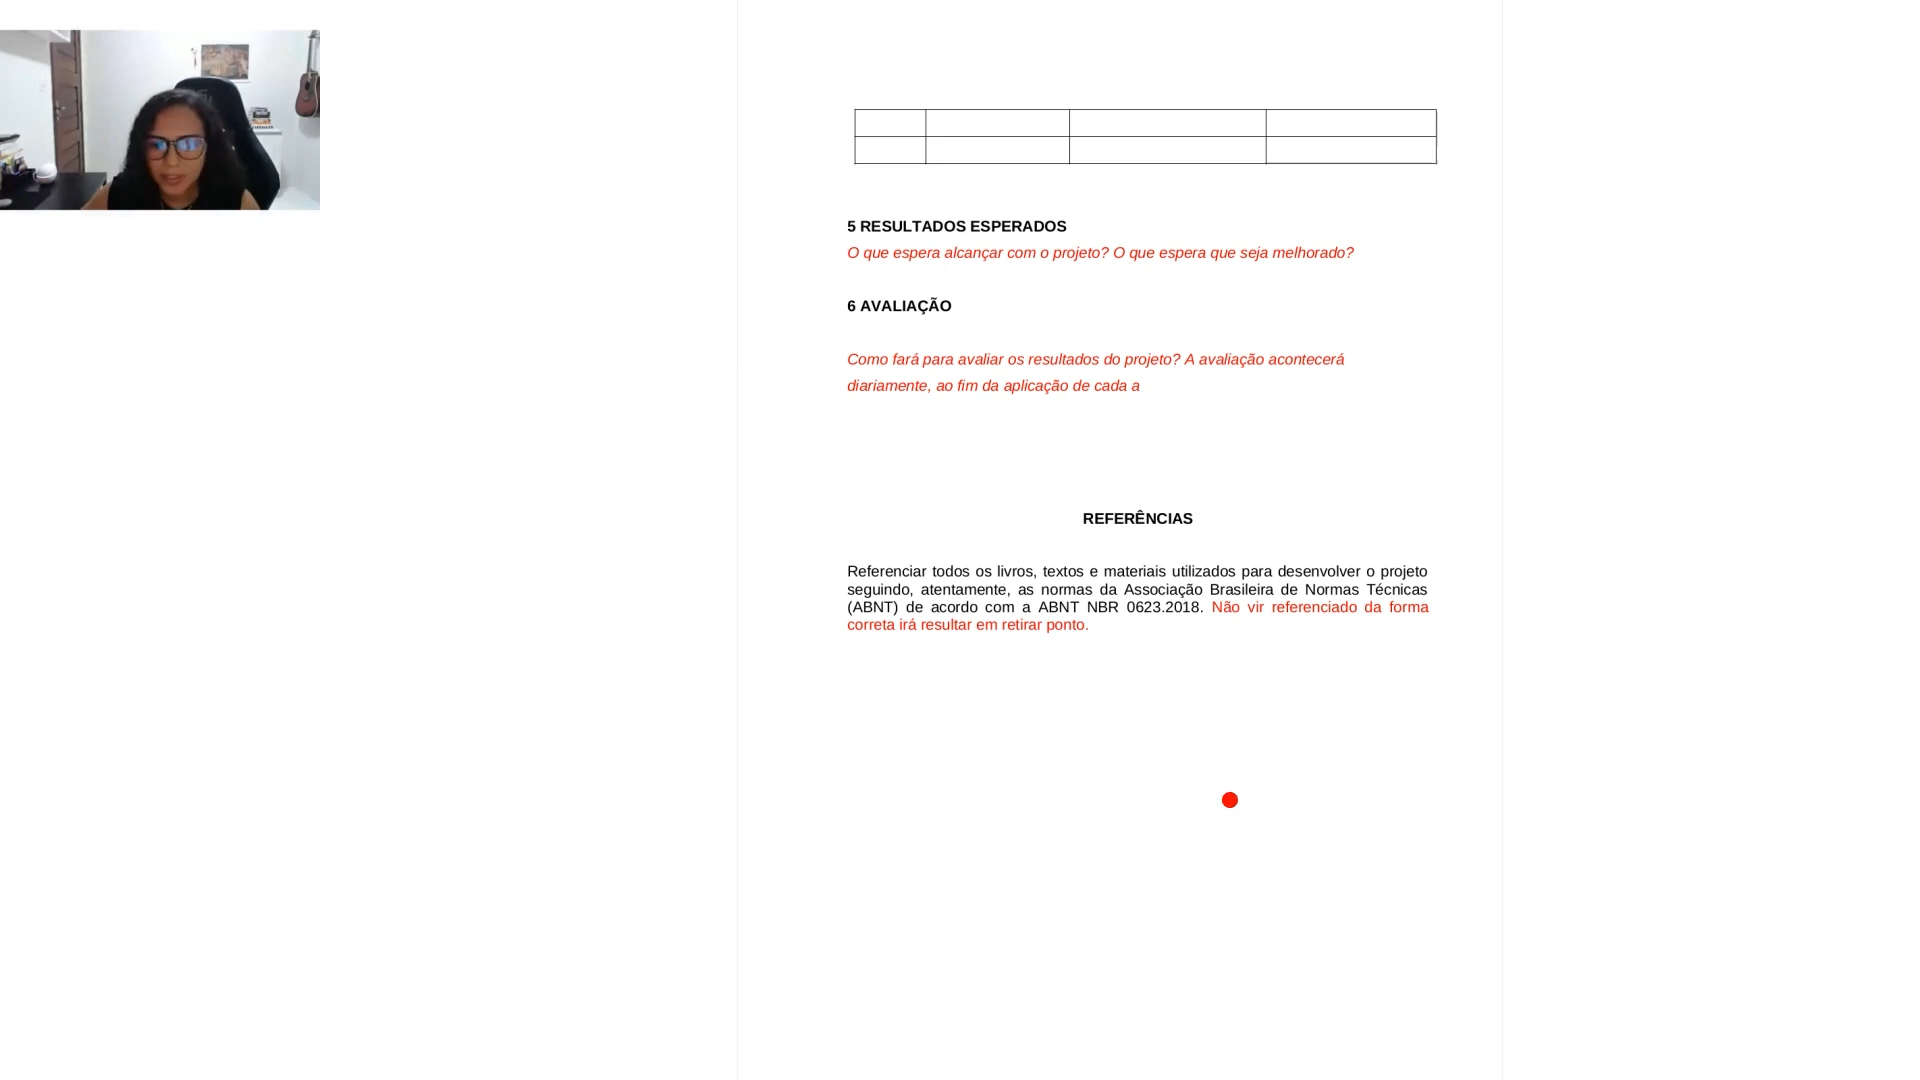 5 RESULTADOS ESPERADOS
O que espera alcançar com o projeto? O que espera que seja melhorado?
6 AVALIAÇÃO
Como fará para avaliar os resultados do projeto? A avaliação acontecerá
diariamente, ao fim da aplicação de cada a
REFERÊNCIAS
Referenciar todos os livros, textos e materiais utilizados para desenvolver o projeto
seguindo, atentamente, as normas da Associação Brasileira de Normas Técnicas
(ABNT) de acordo com a ABNT NBR 0623.2018. Não vir referenciado da forma
correta irá resultar em retirar ponto.